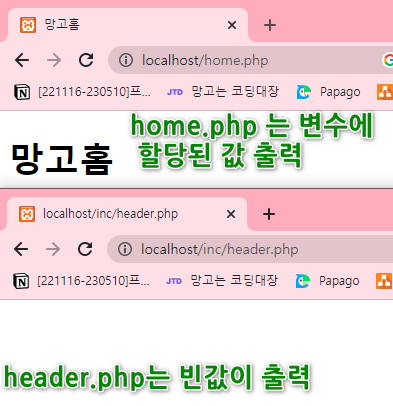 망고홈
localhost/home.php
[221116-230510]프...
JTD
망고는 코딩대장
Papago
home.php 는 변수에
할당된 값 출력
망고홈
localhost/inc/header.php
localhost/inc/header.php
[221116-230510]프...
JTD
망고는 코딩대장
Papago
header.php는 빈값이 출력